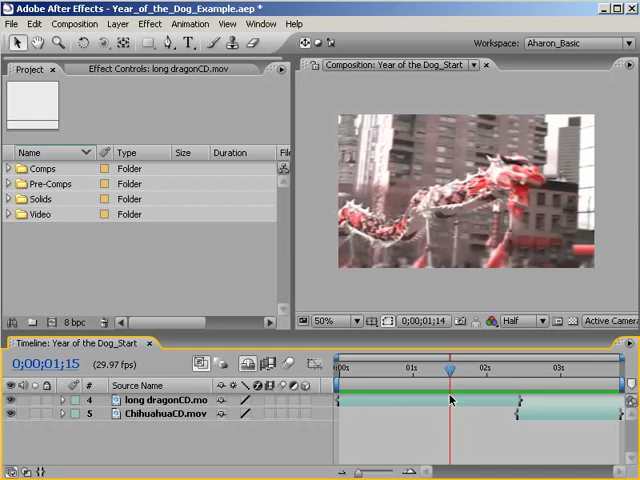 Adobe After Effects - Year_of_the_Dog_Example.aep *
File Edit Composition Layer Effect Animation View Window Help
Workspace: Aharon_Basic
Project × Effect Controls: long dragonCD.mov
Composition: Year of the Dog_Start ×
Name Type Size Duration File
Comps Folder
Pre-Comps Folder
Solids Folder
Video Folder
8 bpc
50% 0;00;01;14 Half Active Camera
Timeline: Year of the Dog_Start ×
0;00;01;15 (29.97 fps)
:00s 01s 02s 03s
# Source Name
4 long dragonCD.mo
5 ChihuahuaCD.mov